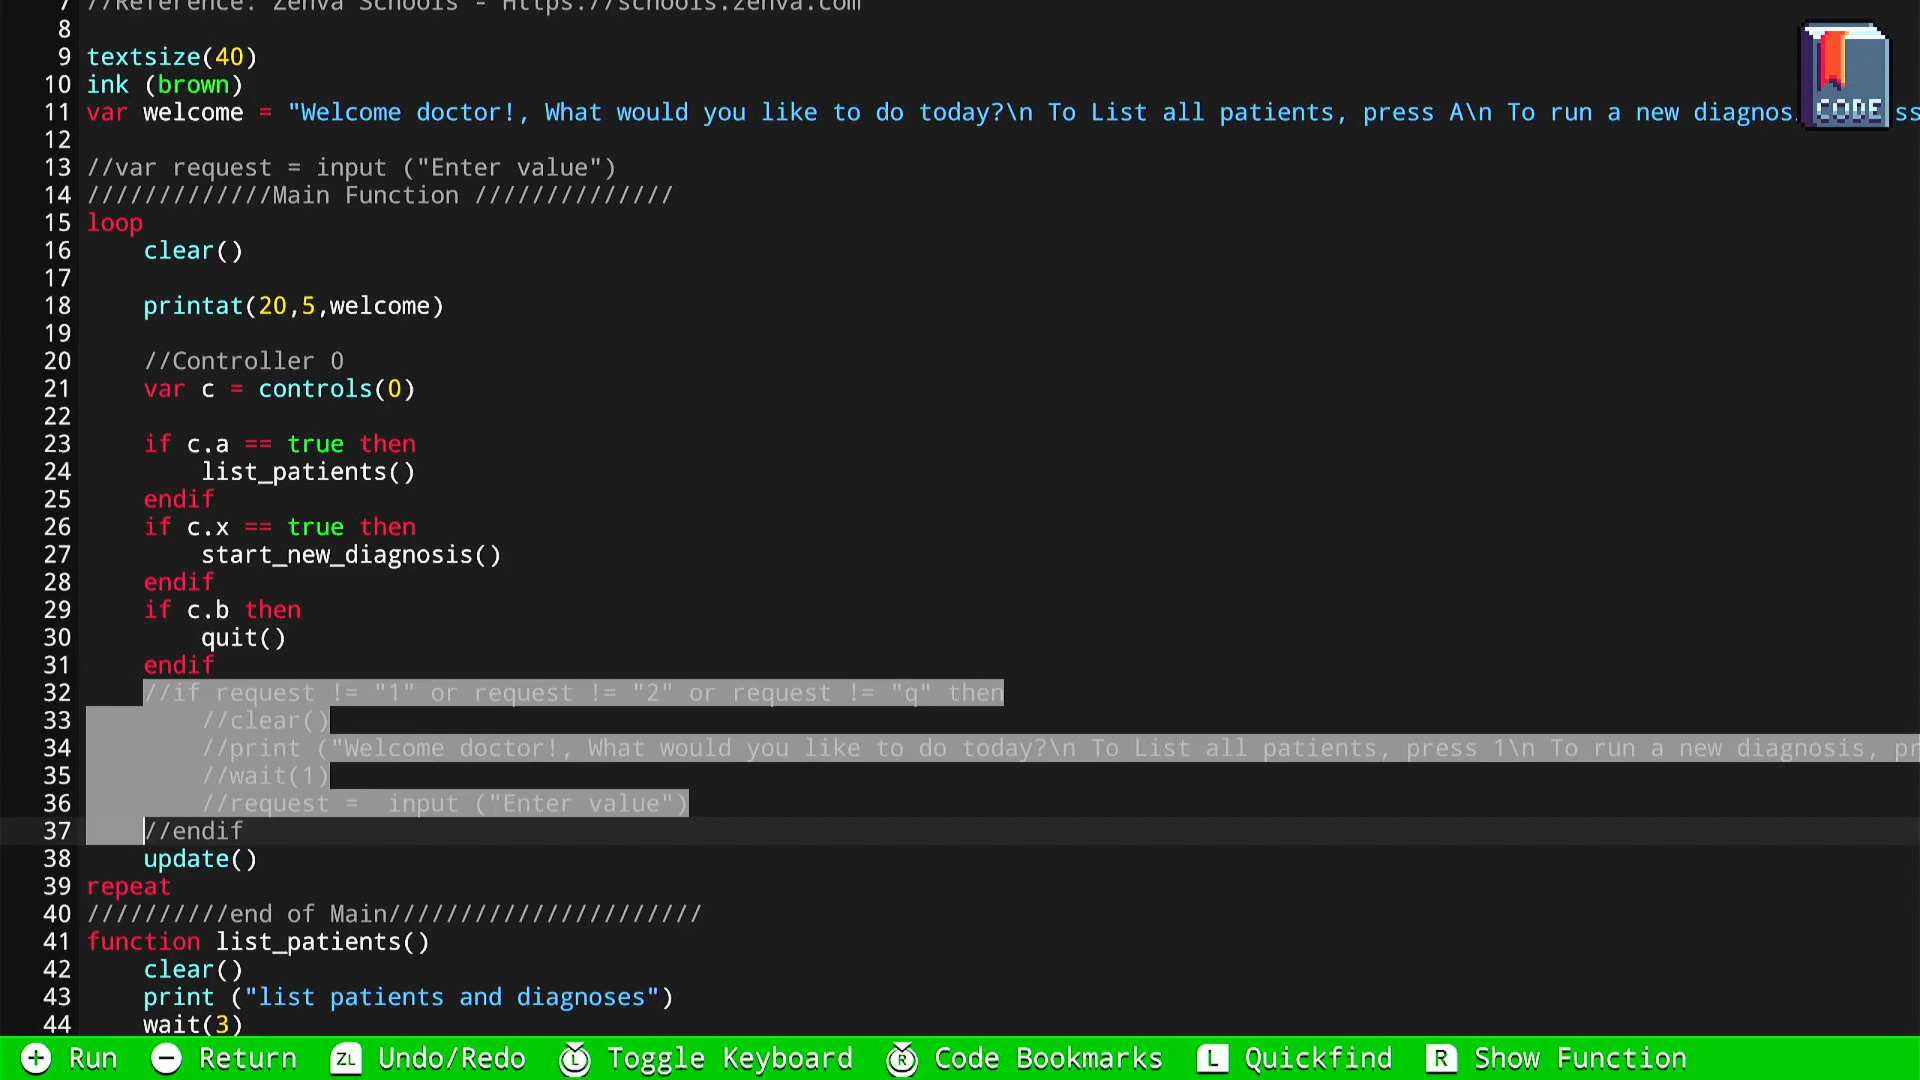 7 //Reference: Zenva Schools - Https://schools.zenva.com
8
9 textsize(40)
10 ink (brown)
11 var welcome = "Welcome doctor!, What would you like to do today?\n To List all patients, press A\n To run a new diagnos ss
CODE
12
13 //var request = input ("Enter value")
14 /////////////Main Function //////////////
15 loop
16     clear()
17
18     printat(20,5,welcome)
19
20     //Controller 0
21     var c = controls(0)
22
23     if c.a == true then
24         list_patients()
25     endif
26     if c.x == true then
27         start_new_diagnosis()
28     endif
29     if c.b then
30         quit()
31     endif
32     //if request != "1" or request != "2" or request != "q" then
33         //clear()
34         //print ("Welcome doctor!, What would you like to do today?\n To List all patients, press 1\n To run a new diagnosis, pr
35         //wait(1)
36         //request =  input ("Enter value")
37     //endif
38     update()
39 repeat
40 //////////end of Main//////////////////////
41 function list_patients()
42     clear()
43     print ("list patients and diagnoses")
44     wait(3)
+ Run - Return ZL Undo/Redo L Toggle Keyboard R Code Bookmarks L Quickfind R Show Function